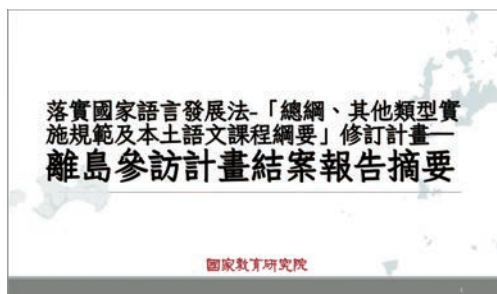 落實國家語言發展法-「總綱、其他類型實
施規範及本土語文課程綱要」修訂計畫—
離島參訪計畫結案報告摘要
國家教育研究院
1